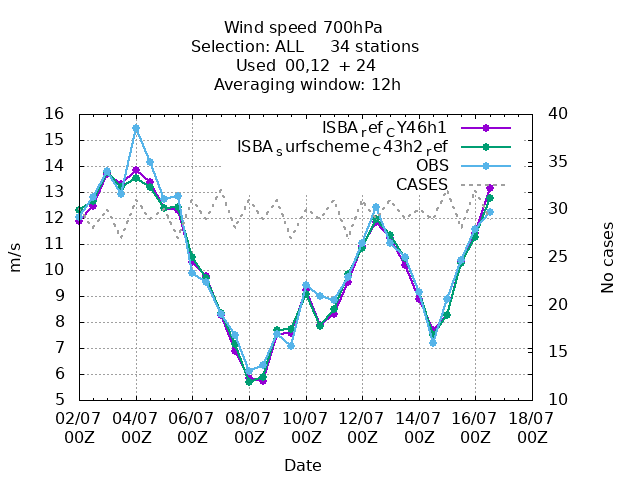 Wind speed 700hPa
Selection: ALL 34 stations
Used 00,12 + 24
Averaging window: 12h
ISBA_ref_CY46h1
ISBA_surfscheme_C43h2_ref
OBS
CASES
16
15
14
13
12
11
10
9
8
7
6
5
m/s
40
35
30
25
20
15
10
No cases
02/07 04/07 06/07 08/07 10/07 12/07 14/07 16/07 18/07
00Z 00Z 00Z 00Z 00Z 00Z 00Z 00Z 00Z
Date